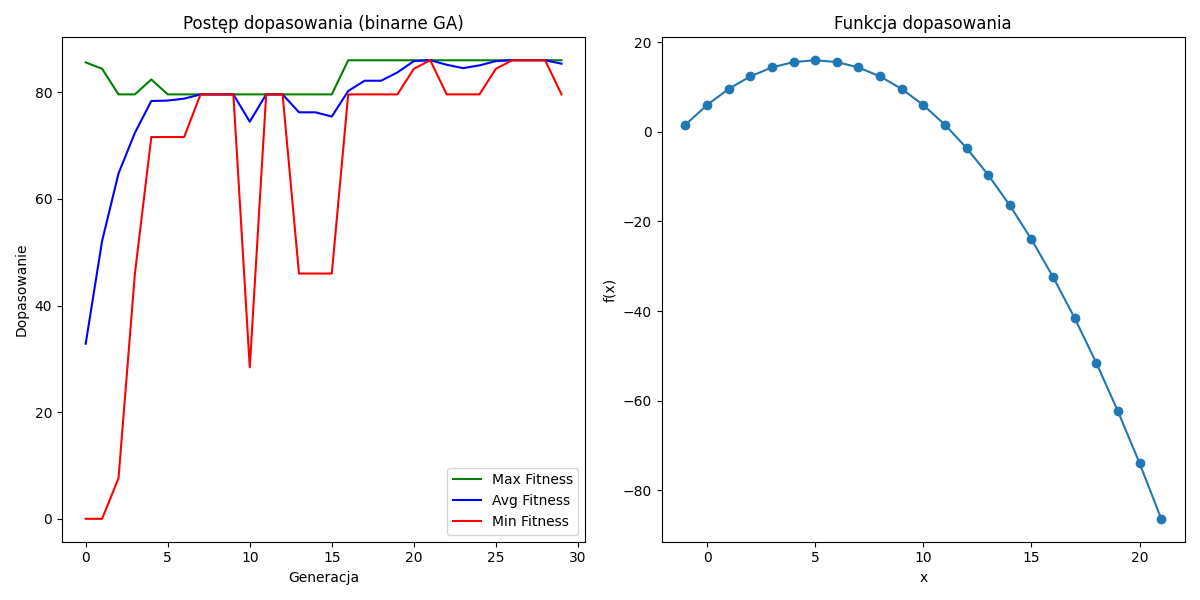 Postęp dopasowania (binarne GA)
Dopasowanie
80
60
40
20
0
0 5 10 15 20 25 30
Generacja
Max Fitness
Avg Fitness
Min Fitness
Funkcja dopasowania
f(x)
20
0
−20
−40
−60
−80
0 5 10 15 20
x